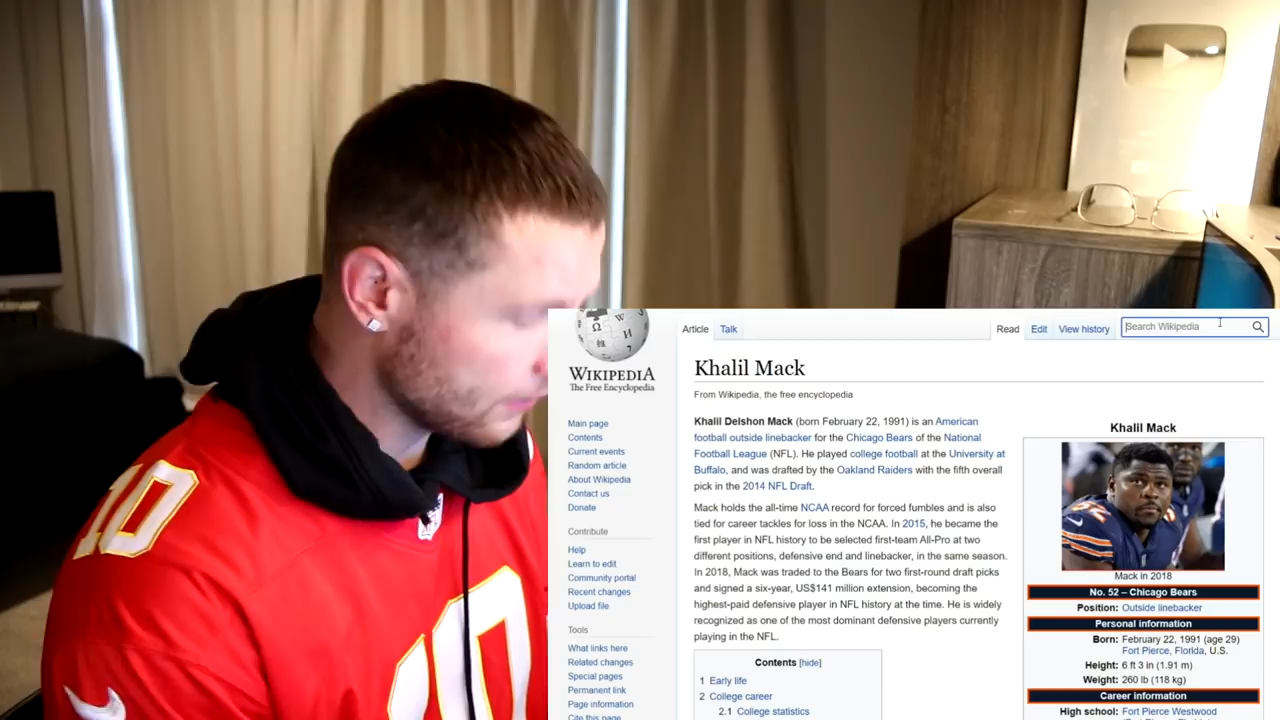 10
10
WIKIPEDIA
The Free Encyclopedia
Main page
Contents
Current events
Random article
About Wikipedia
Contact us
Donate
Contribute
Help
Learn to edit
Community portal
Recent changes
Upload file
Tools
What links here
Related changes
Special pages
Permanent link
Page information
Cite this page
Article Talk Read Edit View history Search Wikipedia
Khalil Mack
From Wikipedia, the free encyclopedia
Khalil Delshon Mack (born February 22, 1991) is an American
football outside linebacker for the Chicago Bears of the National
Football League (NFL). He played college football at the University at
Buffalo, and was drafted by the Oakland Raiders with the fifth overall
pick in the 2014 NFL Draft.
Mack holds the all-time NCAA record for forced fumbles and is also
tied for career tackles for loss in the NCAA. In 2015, he became the
first player in NFL history to be selected first-team All-Pro at two
different positions, defensive end and linebacker, in the same season.
In 2018, Mack was traded to the Bears for two first-round draft picks
and signed a six-year, US$141 million extension, becoming the
highest-paid defensive player in NFL history at the time. He is widely
recognized as one of the most dominant defensive players currently
playing in the NFL.
Contents [hide]
1 Early life
2 College career
2.1 College statistics
Khalil Mack
Mack in 2018
No. 52 – Chicago Bears
Position: Outside linebacker
Personal information
Born: February 22, 1991 (age 29)
Fort Pierce, Florida, U.S.
Height: 6 ft 3 in (1.91 m)
Weight: 260 lb (118 kg)
Career information
High school: Fort Pierce Westwood